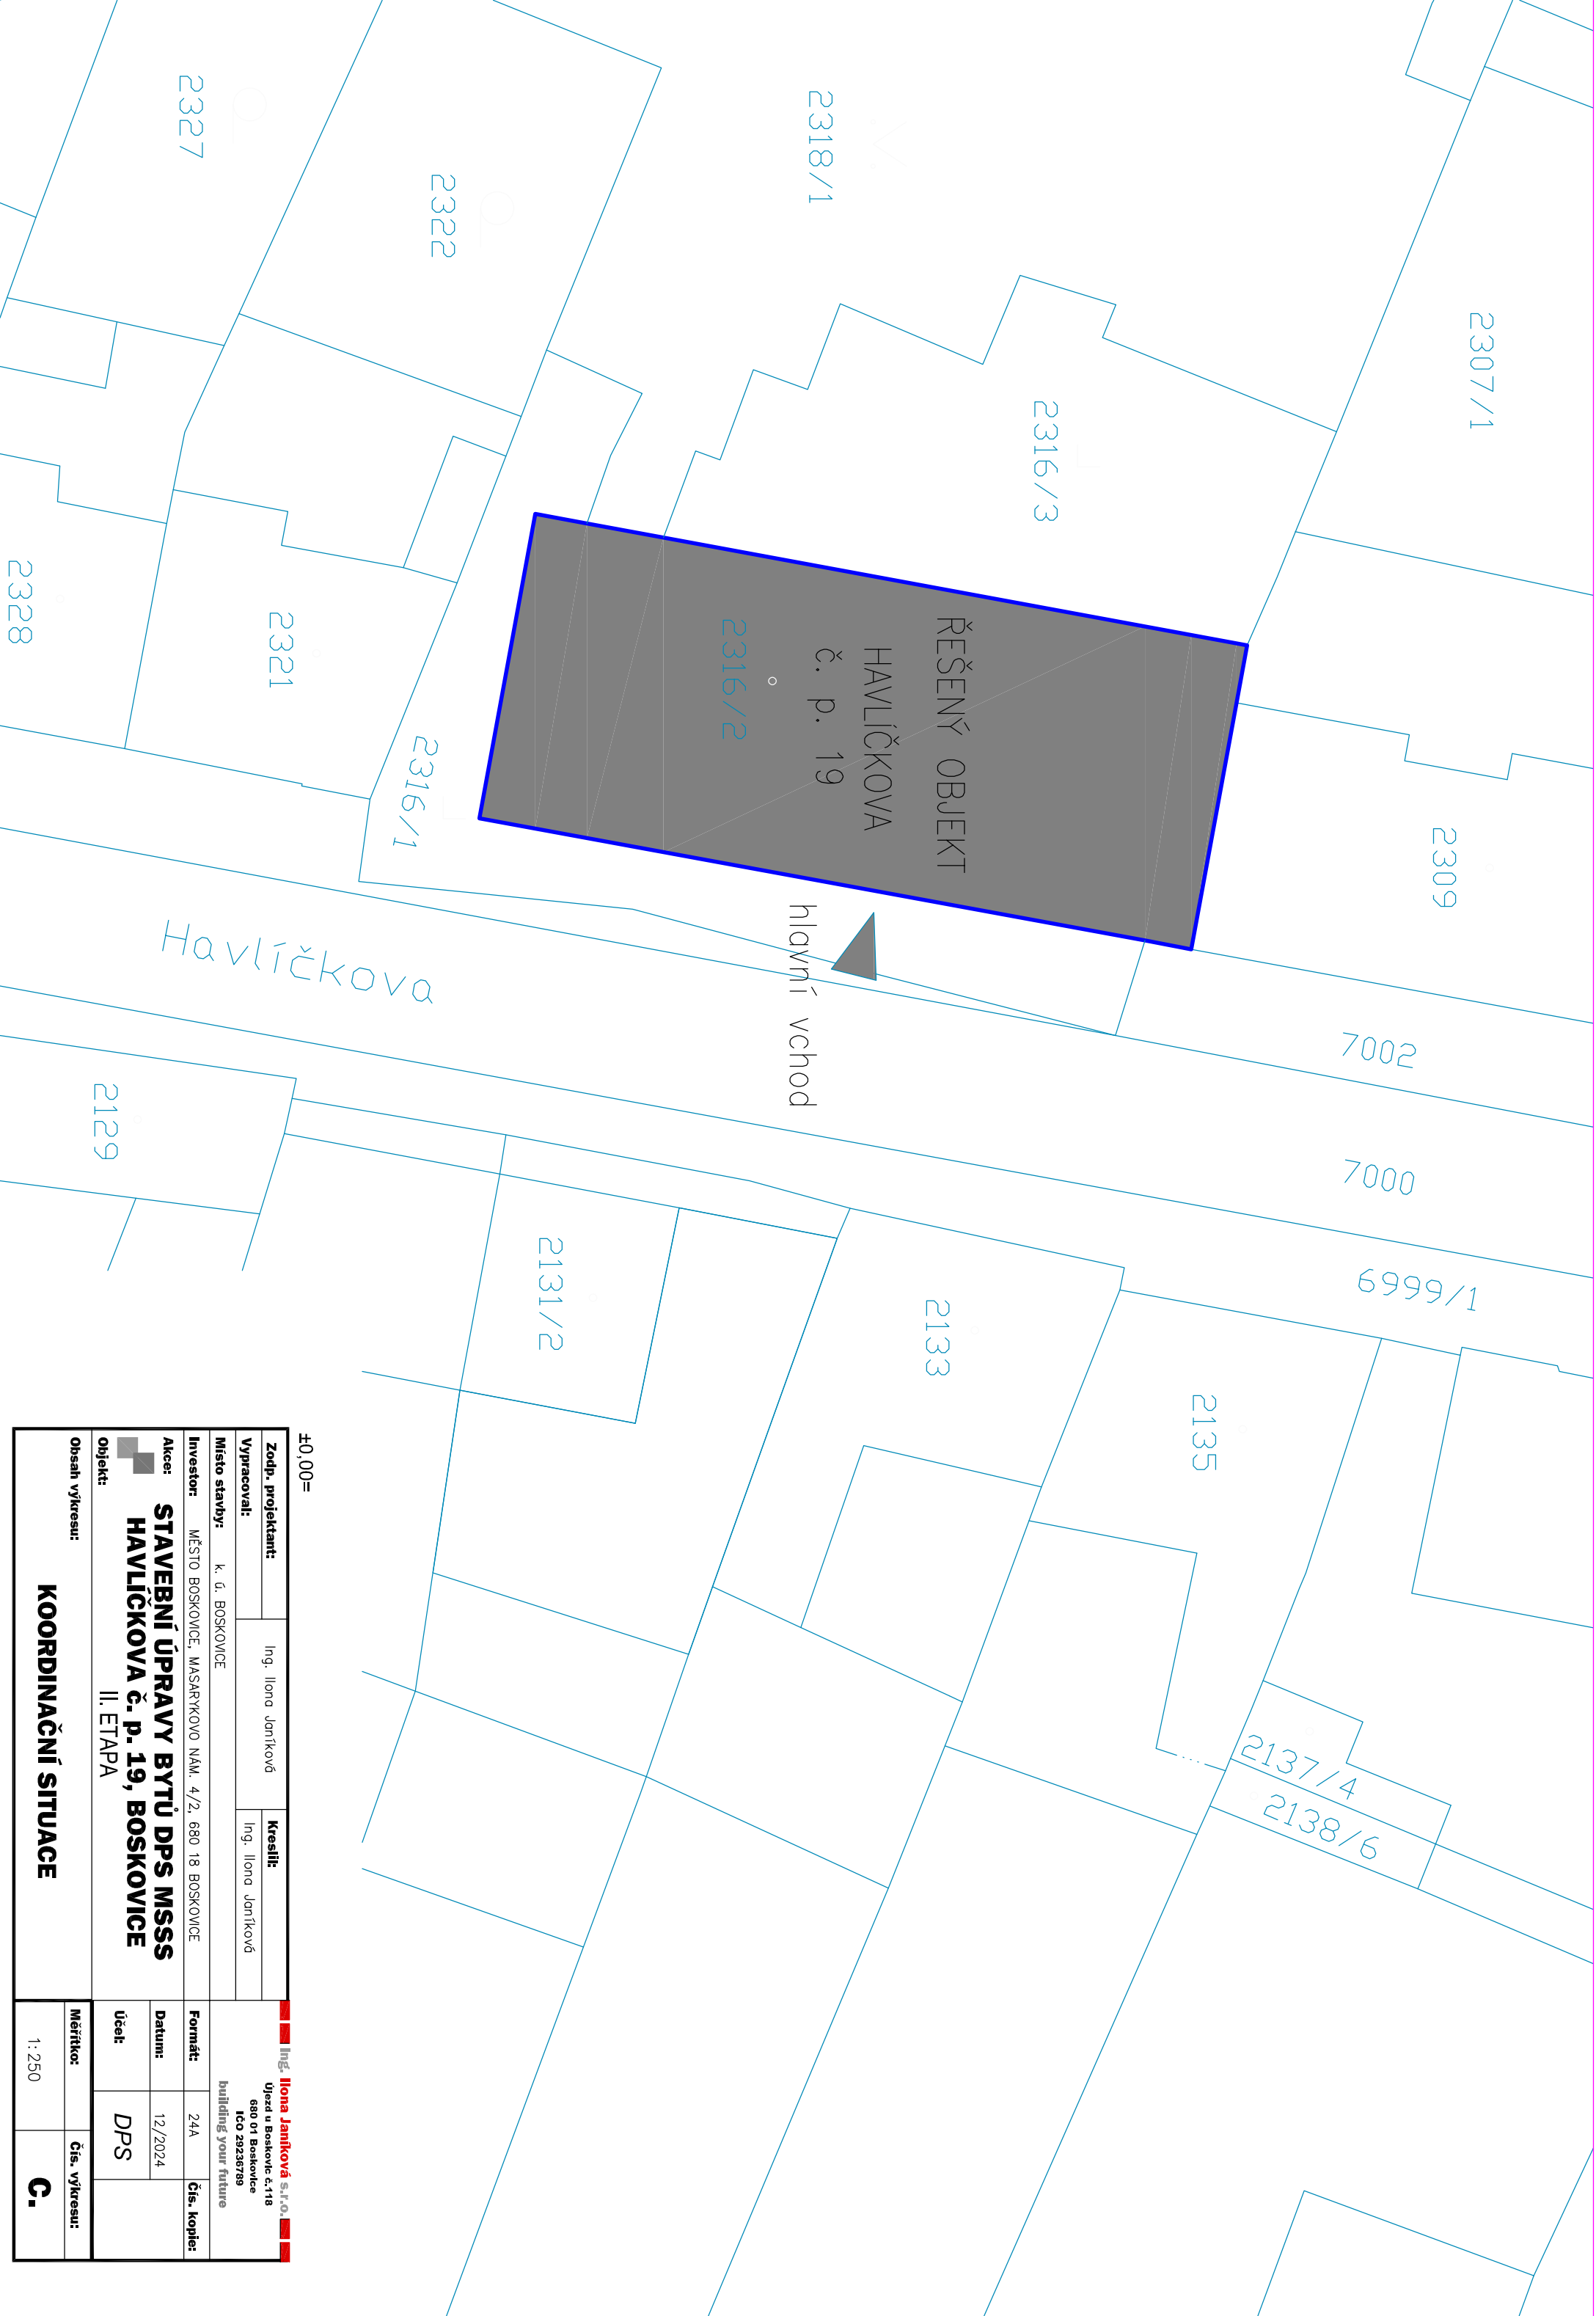 2307/1
2309
7002
7000
6999/1
2318/1
2316/3
ŘEŠENÝ OBJEKT
HAVLÍČKOVA
č. p. 19
2316/2
hlavní vchod
2133
2135
2137/4
2138/6
2327
2322
2321
2328
2316/1
Havlíčkova
2131/2
2129
±0,00=
Zodp. projektant:
Ing. Ilona Janíková
Kreslil:
Vypracoval:
Ing. Ilona Janíková
Místo stavby: k. ú. BOSKOVICE
Investor: MĚSTO BOSKOVICE, MASARYKOVO NÁM. 4/2, 680 18 BOSKOVICE
Akce: STAVEBNÍ ÚPRAVY BYTŮ DPS MSSS
HAVLÍČKOVA č. p. 19, BOSKOVICE
Objekt: II. ETAPA
Obsah výkresu:
KOORDINAČNÍ SITUACE
Ing. Ilona Janíková s.r.o.
Újezd u Boskovic č.118
680 01 Boskovice
IČO 29236789
building your future
Formát: 24A Čís. kopie:
Datum: 12/2024
Účel: DPS
Měřítko: Čís. výkresu:
1:250 C.